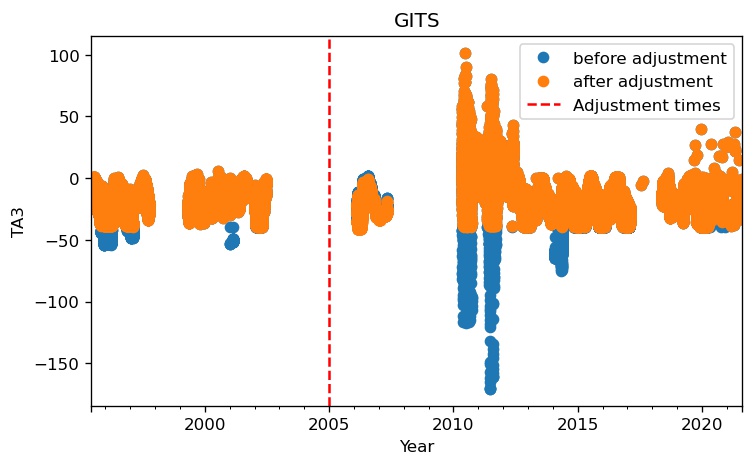 GITS
before adjustment
after adjustment
Adjustment times
100
50
0
−50
−100
−150
TA3
2000
2005
2010
2015
2020
Year